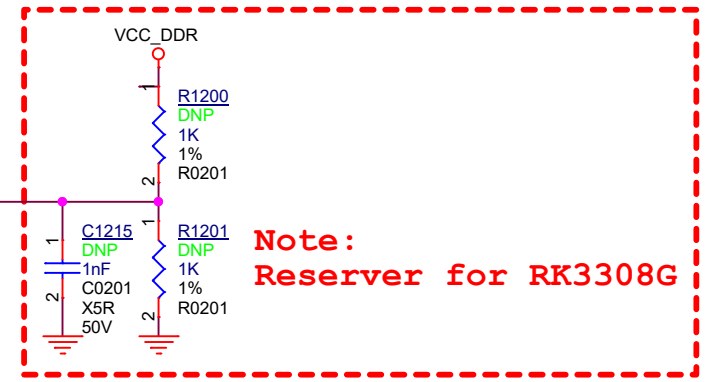 VCC_DDR
1
R1200
DNP
1K
1%
R0201
2
1
C1215
DNP
1nF
C0201
X5R
50V
2
1
R1201
DNP
1K
1%
R0201
2
Note:
Reserver for RK3308G